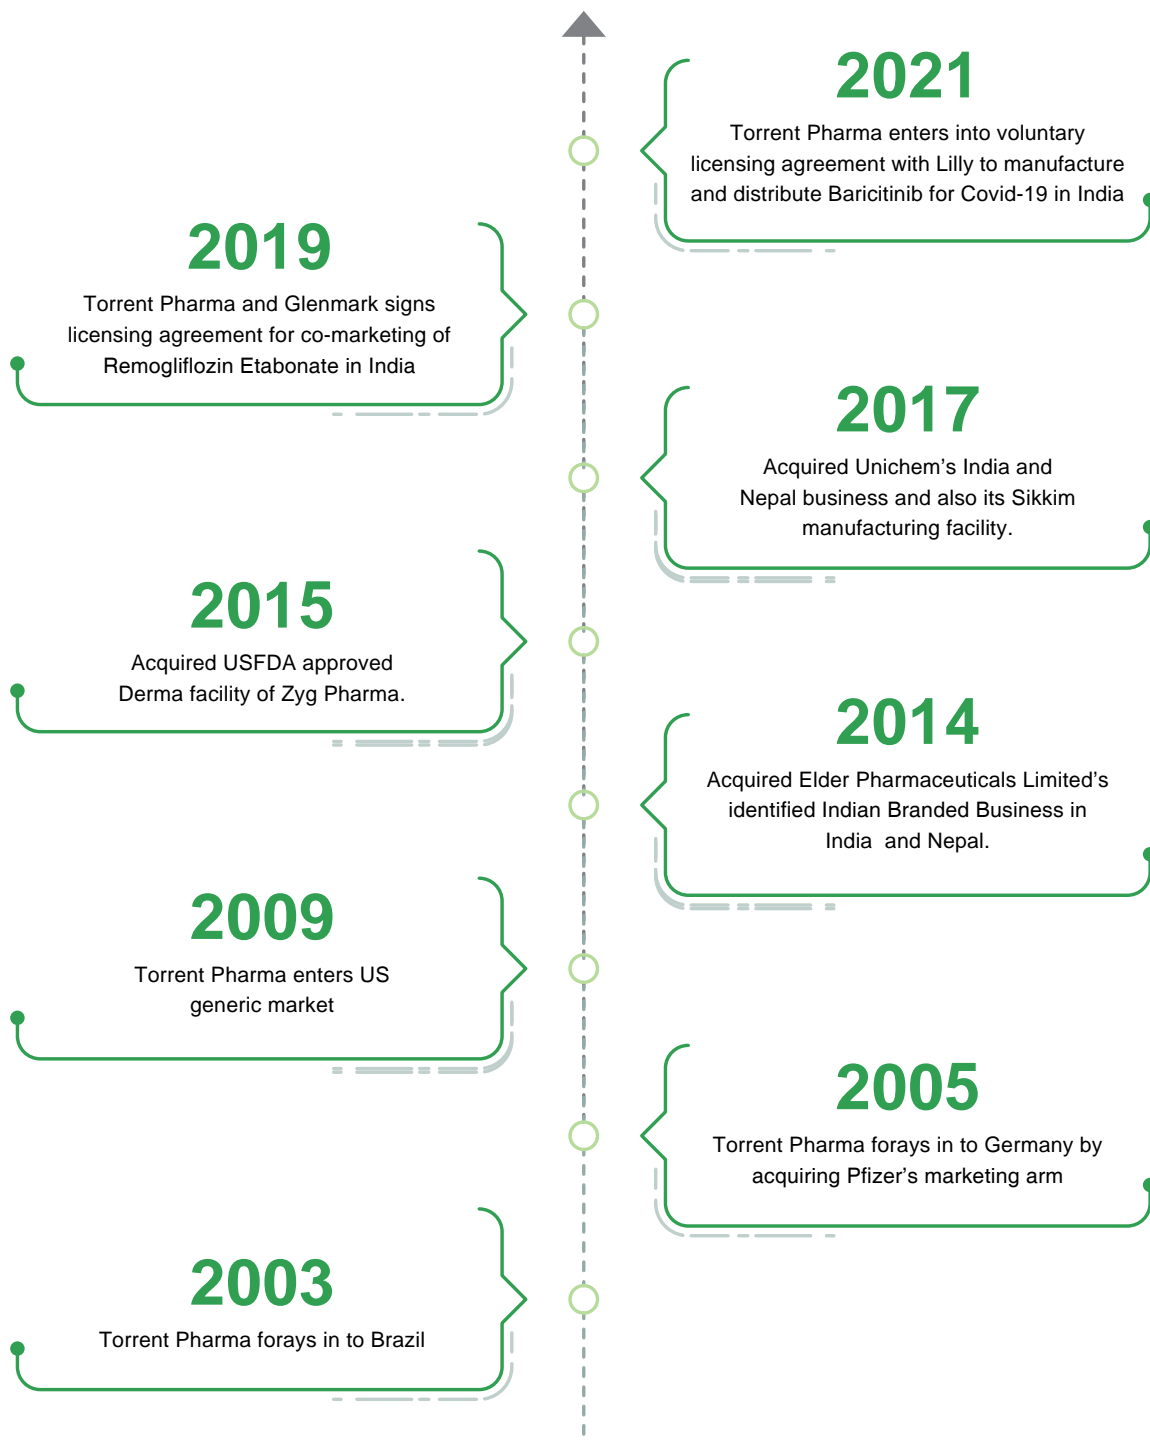 2021
Torrent Pharma enters into voluntary
licensing agreement with Lilly to manufacture
and distribute Baricitinib for Covid-19 in India
2019
Torrent Pharma and Glenmark signs
licensing agreement for co-marketing of
Remogliflozin Etabonate in India
2017
Acquired Unichem’s India and
Nepal business and also its Sikkim
manufacturing facility.
2015
Acquired USFDA approved
Derma facility of Zyg Pharma.
2014
Acquired Elder Pharmaceuticals Limited’s
identified Indian Branded Business in
India and Nepal.
2009
Torrent Pharma enters US
generic market
2005
Torrent Pharma forays in to Germany by
acquiring Pfizer’s marketing arm
2003
Torrent Pharma forays in to Brazil